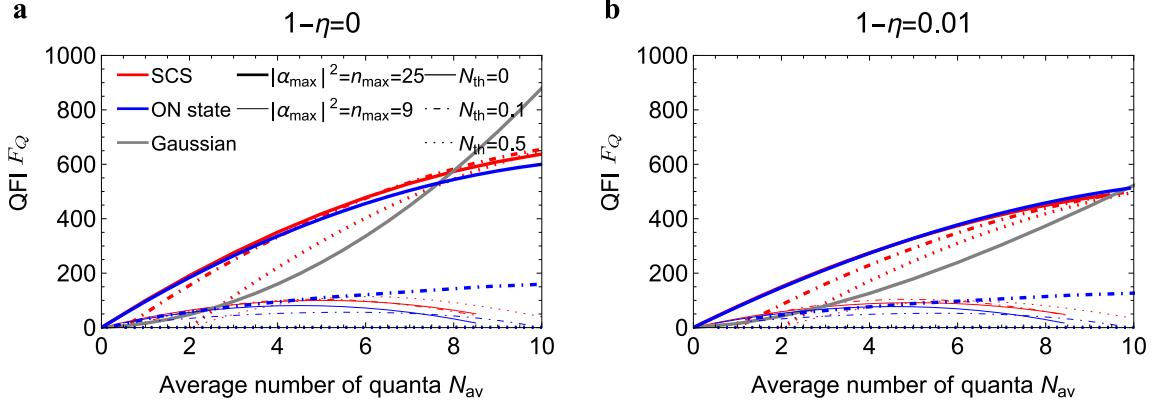 a
1−η=0
1000
800
600
400
200
0
QFI F_Q
SCS
ON state
Gaussian
|α_max|²=n_max=25
|α_max|²=n_max=9
N_th=0
N_th=0.1
N_th=0.5
0 2 4 6 8 10
Average number of quanta N_av
b
1−η=0.01
1000
800
600
400
200
0
QFI F_Q
0 2 4 6 8 10
Average number of quanta N_av